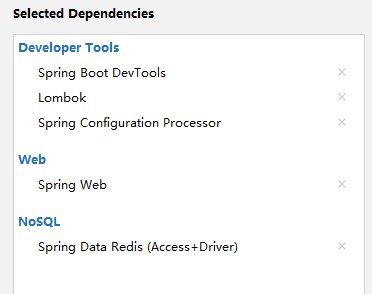 Selected Dependencies
Developer Tools
Spring Boot DevTools
Lombok
Spring Configuration Processor
Web
Spring Web
NoSQL
Spring Data Redis (Access+Driver)